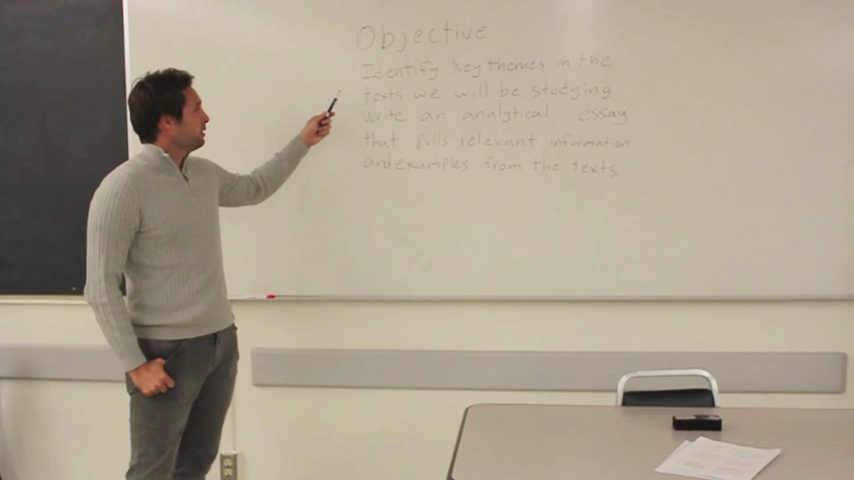 Objective
Identify key themes in the
texts we will be studying
write an analytical essay
that pulls relevant information
and examples from the texts